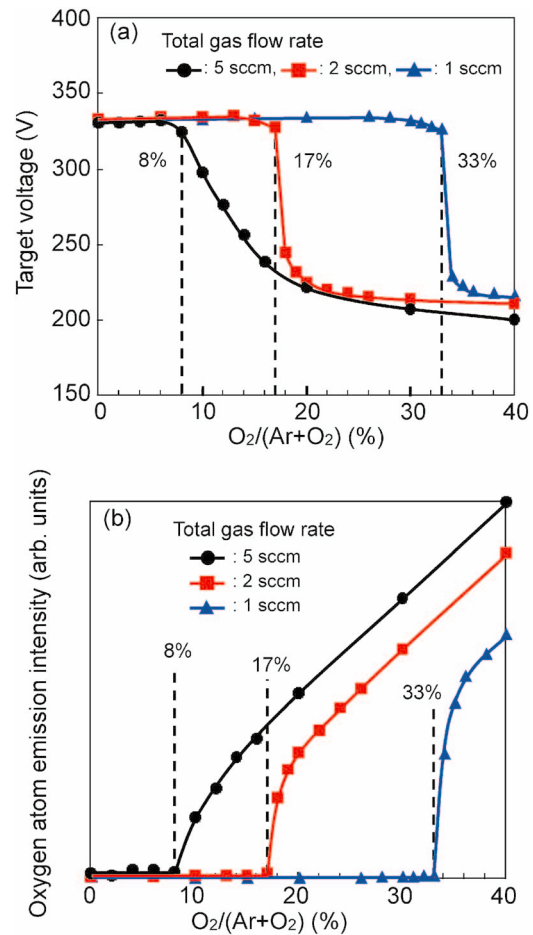 (a)
Total gas flow rate
: 5 sccm, : 2 sccm, : 1 sccm
Target voltage (V)
400
350
300
250
200
150
8%
17%
33%
0 10 20 30 40
O₂/(Ar+O₂) (%)
(b)
Total gas flow rate
: 5 sccm
: 2 sccm
: 1 sccm
Oxygen atom emission intensity (arb. units)
8%
17%
33%
0 10 20 30 40
O₂/(Ar+O₂) (%)